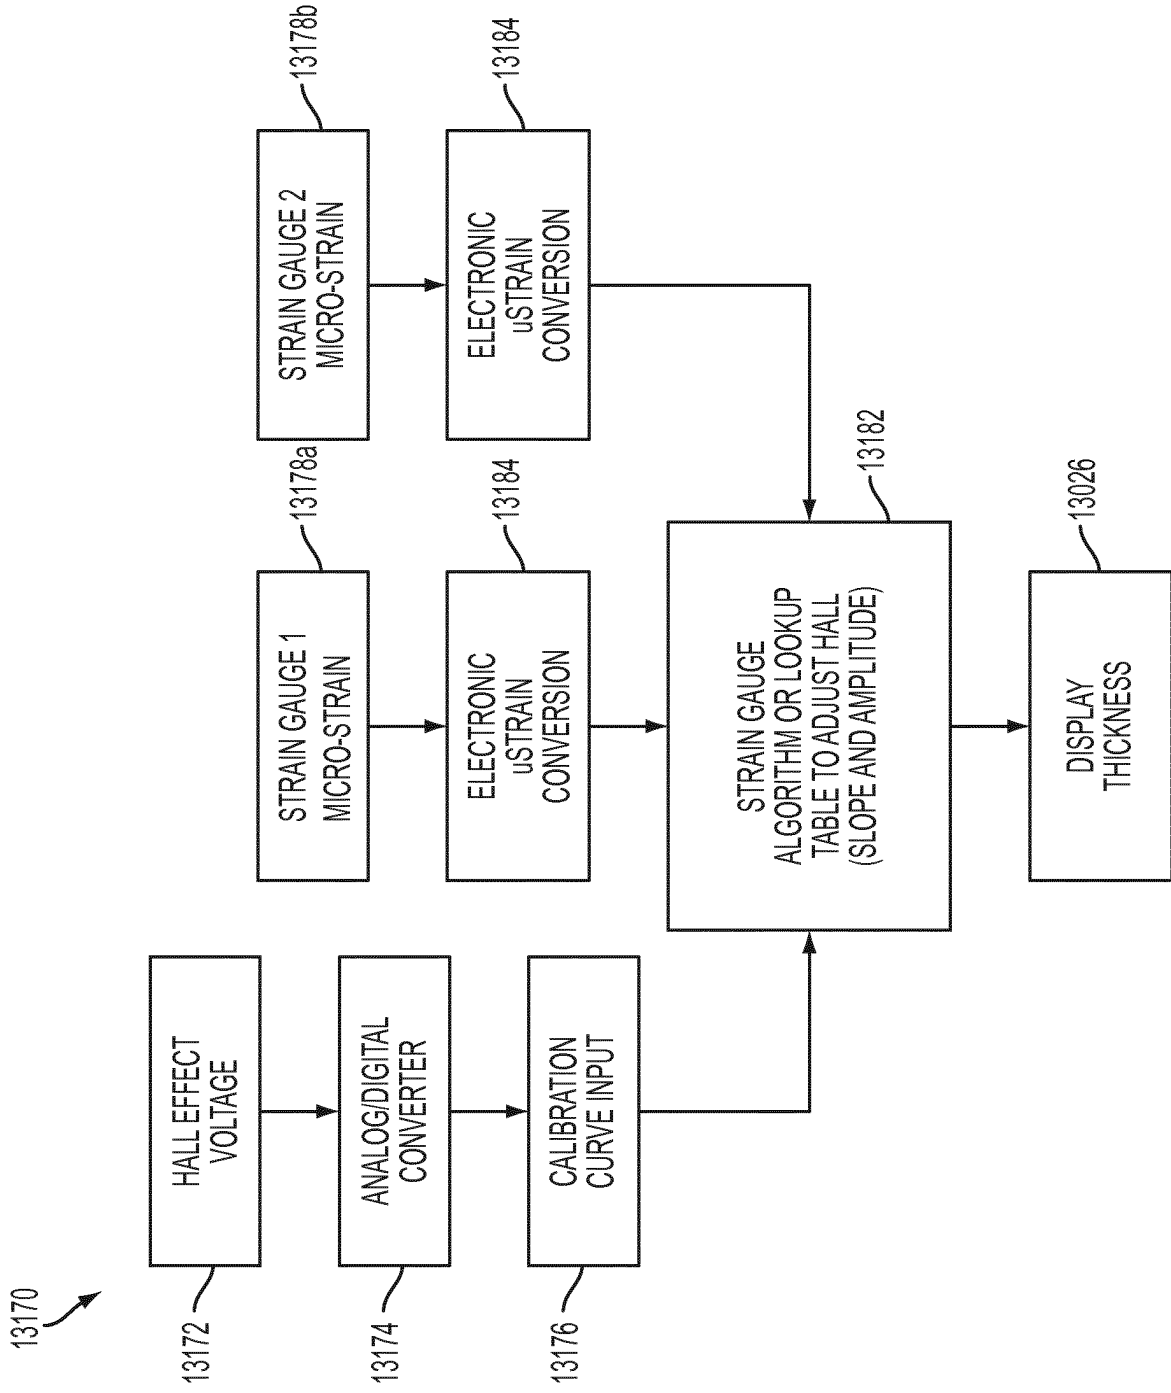 13170
HALL EFFECT
VOLTAGE
13172
ANALOG/DIGITAL
CONVERTER
13174
CALIBRATION
CURVE INPUT
13176
STRAIN GAUGE 1
MICRO-STRAIN
13178a
ELECTRONIC
uSTRAIN
CONVERSION
13184
STRAIN GAUGE 2
MICRO-STRAIN
13178b
ELECTRONIC
uSTRAIN
CONVERSION
13184
STRAIN GAUGE
ALGORITHM OR LOOKUP
TABLE TO ADJUST HALL
(SLOPE AND AMPLITUDE)
13182
DISPLAY
THICKNESS
13026